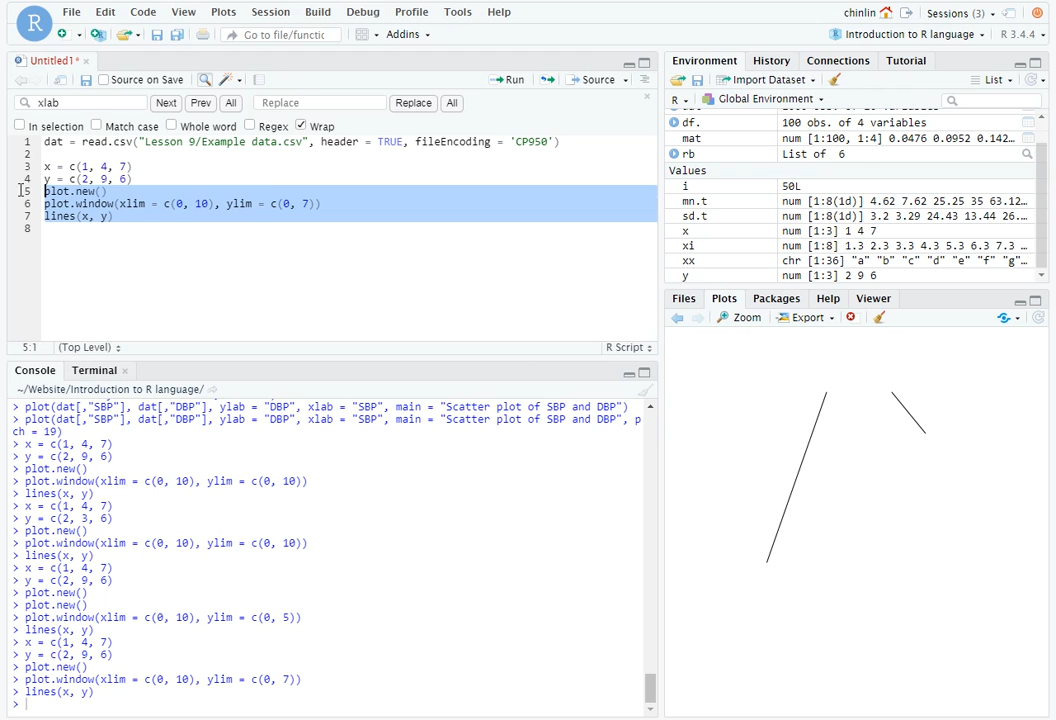 File Edit Code View Plots Session Build Debug Profile Tools Help
chinlin Sessions (3)
R Go to file/functic Addins
Introduction to R language R 3.4.4
Untitled1*
Source on Save Run Source
xlab Next Prev All Replace Replace All
In selection Match case Whole word Regex Wrap
1 dat = read.csv("Lesson 9/Example data.csv", header = TRUE, fileEncoding = 'CP950')
2
3 x = c(1, 4, 7)
4 y = c(2, 9, 6)
5 plot.new()
6 plot.window(xlim = c(0, 10), ylim = c(0, 7))
7 lines(x, y)
8
5:1 (Top Level) R Script
Console Terminal
~/Website/Introduction to R language/
> plot(dat[,"SBP"], dat[,"DBP"], ylab = "DBP", xlab = "SBP", main = "Scatter plot of SBP and DBP")
> plot(dat[,"SBP"], dat[,"DBP"], ylab = "DBP", xlab = "SBP", main = "Scatter plot of SBP and DBP", p
ch = 19)
> x = c(1, 4, 7)
> y = c(2, 9, 6)
> plot.new()
> plot.window(xlim = c(0, 10), ylim = c(0, 10))
> lines(x, y)
> x = c(1, 4, 7)
> y = c(2, 3, 6)
> plot.new()
> plot.window(xlim = c(0, 10), ylim = c(0, 10))
> lines(x, y)
> x = c(1, 4, 7)
> y = c(2, 9, 6)
> plot.new()
> plot.new()
> plot.window(xlim = c(0, 10), ylim = c(0, 5))
> lines(x, y)
> x = c(1, 4, 7)
> y = c(2, 9, 6)
> plot.new()
> plot.window(xlim = c(0, 10), ylim = c(0, 7))
> lines(x, y)
>
Environment History Connections Tutorial
Import Dataset List
R Global Environment
df. 100 obs. of 4 variables
mat num [1:100, 1:4] 0.0476 0.0952 0.142…
rb List of 6
Values
i 50L
mn.t num [1:8(1d)] 4.62 7.62 25.25 35 63.12…
sd.t num [1:8(1d)] 3.2 3.29 24.43 13.44 26.…
x num [1:3] 1 4 7
xi num [1:8] 1.3 2.3 3.3 4.3 5.3 6.3 7.3 …
xx chr [1:36] "a" "b" "c" "d" "e" "f" "g"…
y num [1:3] 2 9 6
Files Plots Packages Help Viewer
Zoom Export